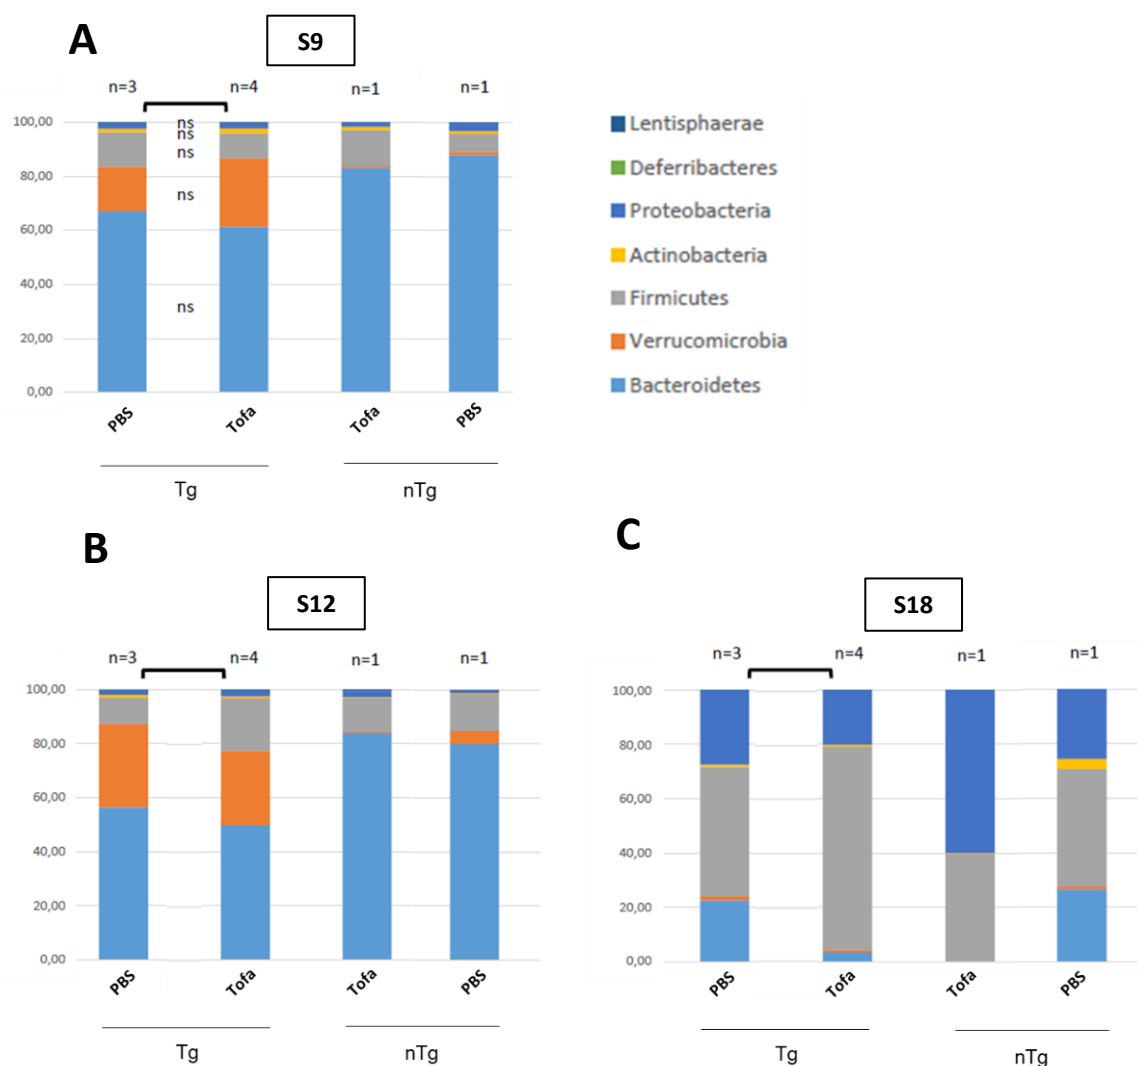 A
S9
n=3
n=4
n=1
n=1
100,00
80,00
60,00
40,00
20,00
0,00
ns
ns
ns
ns
ns
PBS
Tofa
Tofa
PBS
Tg
nTg
Lentisphaerae
Deferribacteres
Proteobacteria
Actinobacteria
Firmicutes
Verrucomicrobia
Bacteroidetes
B
S12
n=3
n=4
n=1
n=1
100,00
80,00
60,00
40,00
20,00
0,00
PBS
Tofa
Tofa
PBS
Tg
nTg
C
S18
n=3
n=4
n=1
n=1
100,00
80,00
60,00
40,00
20,00
0,00
PBS
Tofa
Tofa
PBS
Tg
nTg